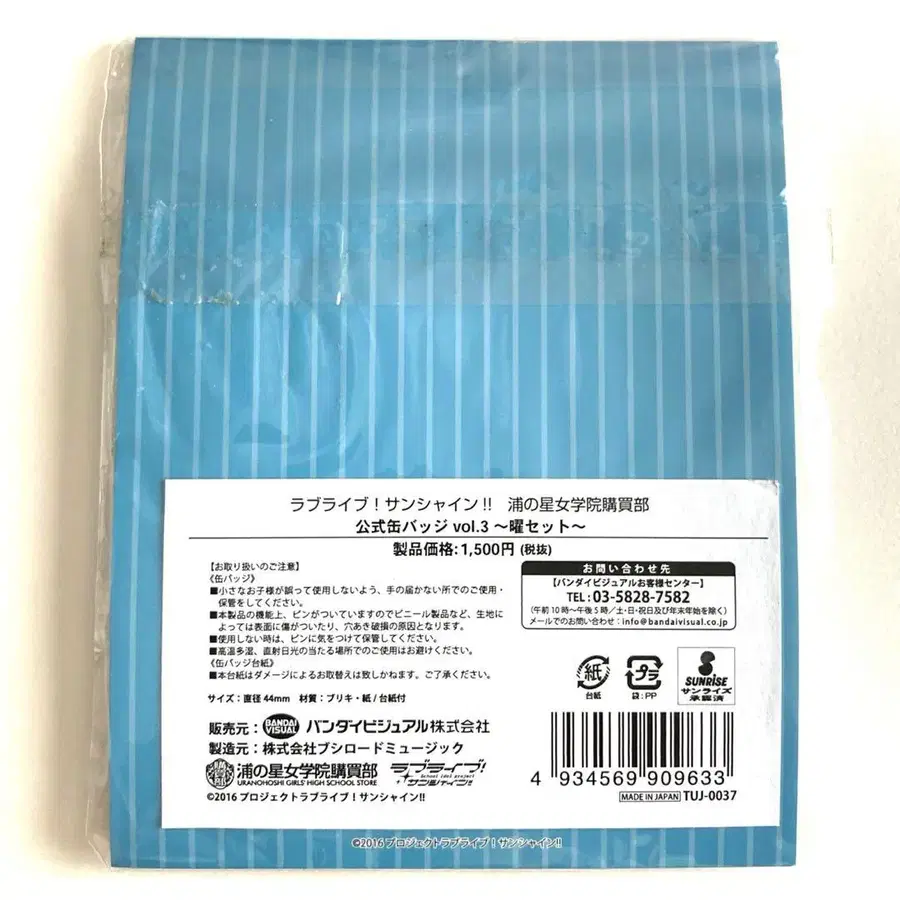 ラブライブ！サンシャイン!!　浦の星女学院購買部
公式缶バッジ vol.3 ～曜セット～
製品価格:1,500円 (税抜)
【お取り扱いのご注意】
《缶バッジ》
■小さなお子様が誤って使用しないよう、手の届かない所でのご使用・
保管をしてください。
■本製品の機能上、ピンがついていますのでビニール製品など、生地に
よっては表面に傷がついたり、穴あき破損の原因となります。
■使用しない時は、ピンに気をつけて保管してください。
■高温多湿、直射日光の当たる場所でのご使用はお避けください。
《缶バッジ台紙》
■本台紙はダメージによるお取替えは致しかねます。ご了承ください。
サイズ：直径44mm　材質：ブリキ・紙 / 台紙付
お問い合わせ先
【バンダイビジュアルお客様センター】
TEL : 03-5828-7582
(午前10時～午後5時／土・日・祝日及び年末年始を除く)
メールでのお問い合わせ：info@bandaivisual.co.jp
紙
台紙
プラ
袋：PP
SUNRISE
サンライズ
承認済
販売元：BANDAI VISUAL バンダイビジュアル株式会社
製造元：株式会社ブシロードミュージック
浦の星女学院購買部
URANOHOSHI GIRLS' HIGH SCHOOL STORE
ラブライブ!
School idol project
サンシャイン!!
©2016 プロジェクトラブライブ！サンシャイン!!
4 934569 909633
MADE IN JAPAN TUJ-0037
©2016 プロジェクトラブライブ！サンシャイン!!